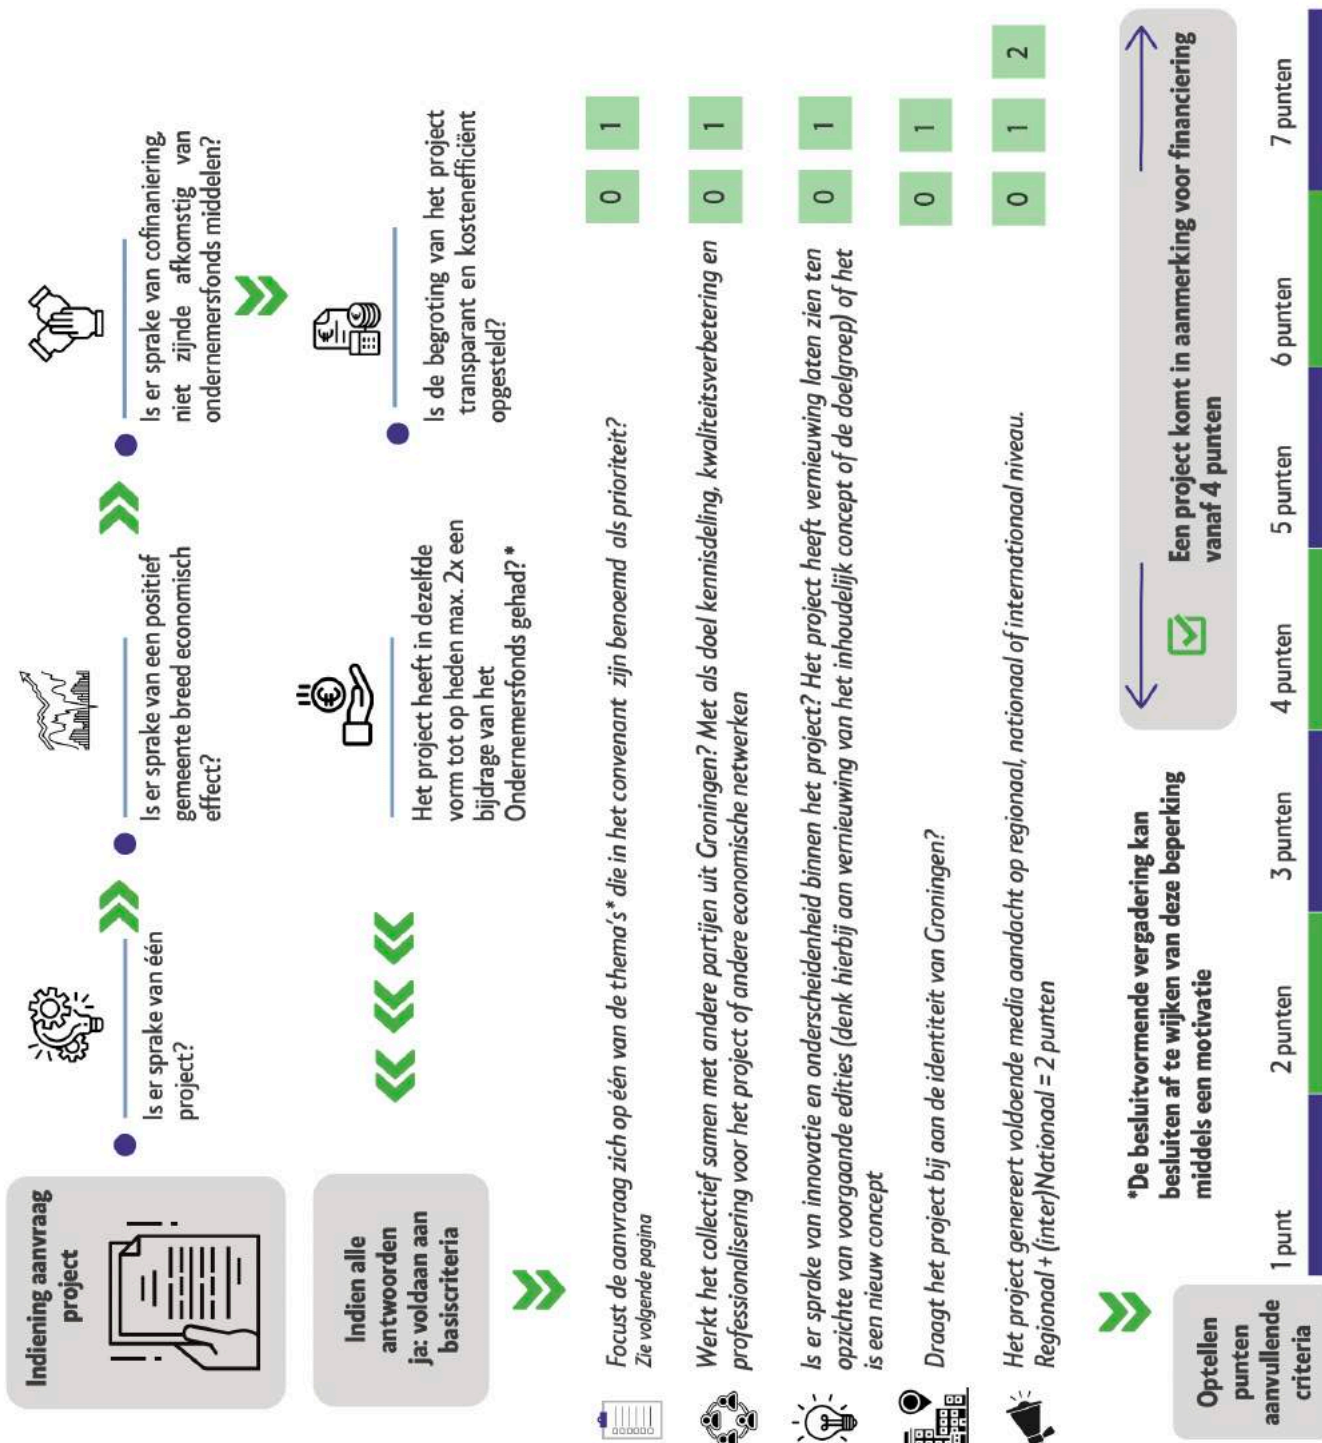 Indiening aanvraag
project
Is er sprake van één
project?
Is er sprake van een positief
gemeente breed economisch
effect?
Is er sprake van cofinaniering,
niet zijnde afkomstig van
ondernemersfonds middelen?
Is de begroting van het project
transparant en kostenefficiënt
opgesteld?
Het project heeft in dezelfde
vorm tot op heden max. 2x een
bijdrage van het
Ondernemersfonds gehad? *
Indien alle
antwoorden
ja: voldaan aan
basiscriteria
Focust de aanvraag zich op één van de thema's* die in het convenant zijn benoemd als prioriteit?
Zie volgende pagina
0 1
Werkt het collectief samen met andere partijen uit Groningen? Met als doel kennisdeling, kwaliteitsverbetering en
professionalisering voor het project of andere economische netwerken
0 1
Is er sprake van innovatie en onderscheidenheid binnen het project? Het project heeft vernieuwing laten zien ten
opzichte van voorgaande edities (denk hierbij aan vernieuwing van het inhoudelijk concept of de doelgroep) of het
is een nieuw concept
0 1
Draagt het project bij aan de identiteit van Groningen?
0 1
Het project genereert voldoende media aandacht op regionaal, nationaal of internationaal niveau.
Regionaal + (inter)Nationaal = 2 punten
0 1 2
*De besluitvormende vergadering kan
besluiten af te wijken van deze beperking
middels een motivatie
Een project komt in aanmerking voor financiering
vanaf 4 punten
Optellen
punten
aanvullende
criteria
1 punt
2 punten
3 punten
4 punten
5 punten
6 punten
7 punten